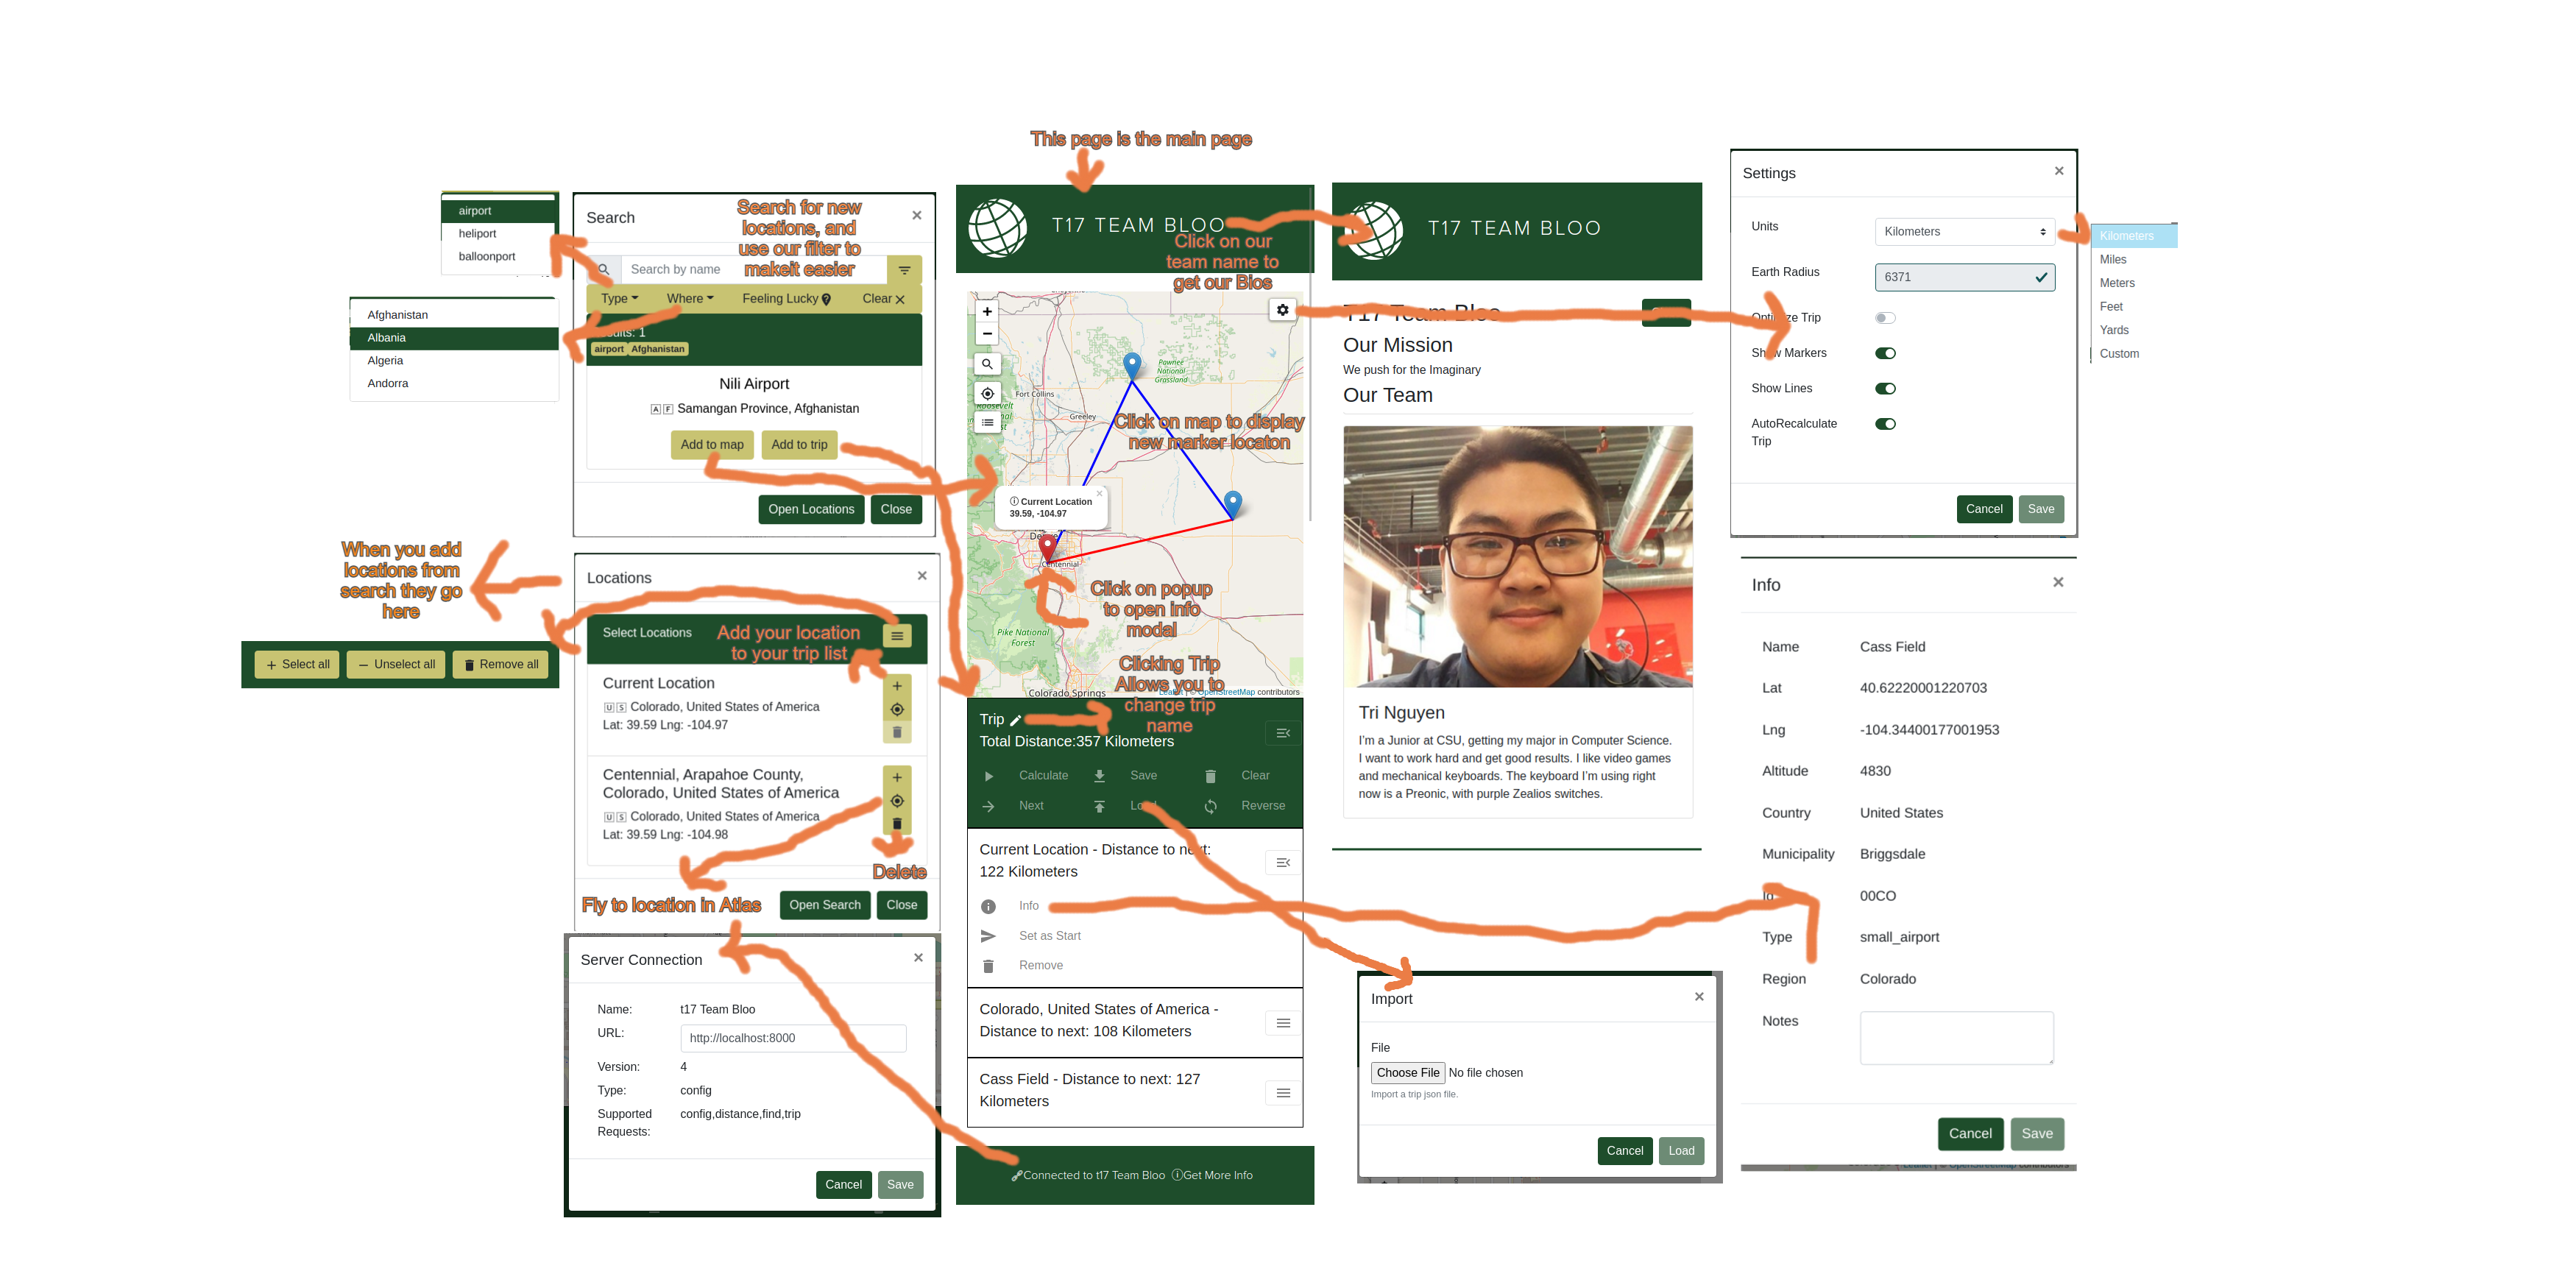 This page is the main page
airport
heliport
balloonport
Afghanistan
Albania
Algeria
Andorra
Search
×
Search for new
locations, and
use our filter to
makeit easier
Search by name
Type
Where
Feeling Lucky
Clear
airport Afghanistan
Nili Airport
AF Samangan Province, Afghanistan
Add to map
Add to trip
Open Locations
Close
When you add
locations from
search they go
here
+ Select all
− Unselect all
Remove all
Locations
×
Select Locations
Add your location
to your trip list
Current Location
US Colorado, United States of America
Lat: 39.59 Lng: -104.97
Centennial, Arapahoe County,
Colorado, United States of America
US Colorado, United States of America
Lat: 39.59 Lng: -104.98
Delete
Fly to location in Atlas
Open Search
Close
Server Connection
×
Name: t17 Team Bloo
URL: http://localhost:8000
Version: 4
Type: config
Supported config,distance,find,trip
Requests:
Cancel
Save
T17 TEAM BLOO
Click on our
team name to
get our Bios
+
−
Pawnee
National
Grassland
Fort Collins
Roosevelt
Greeley
Click on map to display
new marker locaton
Current Location
39.59, -104.97
×
Centennial
Click on popup
to open info
modal
Pike National
Forest
Colorado Springs
Leaflet | © OpenStreetMap contributors
Clicking Trip
Allows you to
change trip
name
Trip
Total Distance:357 Kilometers
Calculate
Save
Clear
Next
Load
Reverse
Current Location - Distance to next:
122 Kilometers
Info
Set as Start
Remove
Colorado, United States of America -
Distance to next: 108 Kilometers
Cass Field - Distance to next: 127
Kilometers
Connected to t17 Team Bloo Get More Info
T17 TEAM BLOO
T17 Team Bloo
Our Mission
We push for the Imaginary
Our Team
Tri Nguyen
I'm a Junior at CSU, getting my major in Computer Science.
I want to work hard and get good results. I like video games
and mechanical keyboards. The keyboard I'm using right
now is a Preonic, with purple Zealios switches.
Import
×
File
Choose File No file chosen
Import a trip json file.
Cancel
Load
Settings
×
Units
Kilometers
Earth Radius
6371
Optimize Trip
Show Markers
Show Lines
AutoRecalculate
Trip
Cancel
Save
Kilometers
Miles
Meters
Feet
Yards
Custom
Info
×
Name Cass Field
Lat 40.62220001220703
Lng -104.34400177001953
Altitude 4830
Country United States
Municipality Briggsdale
Id 00CO
Type small_airport
Region Colorado
Notes
Cancel
Save